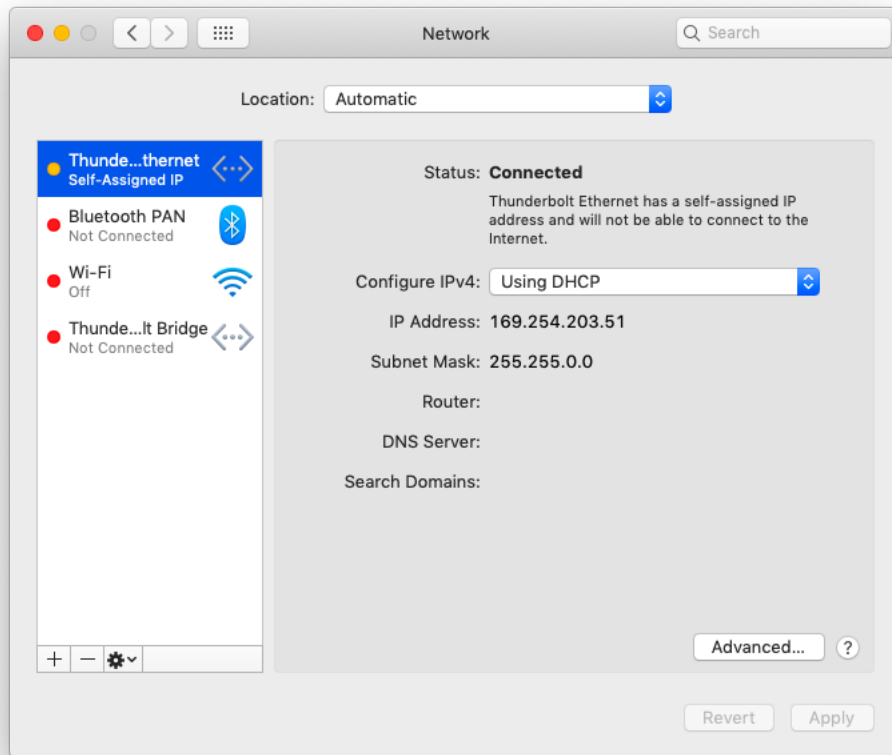 Network
Search
Location: Automatic
Thunde...thernet
Self-Assigned IP
Bluetooth PAN
Not Connected
Wi-Fi
Off
Thunde...lt Bridge
Not Connected
Status: Connected
Thunderbolt Ethernet has a self-assigned IP
address and will not be able to connect to the
Internet.
Configure IPv4: Using DHCP
IP Address: 169.254.203.51
Subnet Mask: 255.255.0.0
Router:
DNS Server:
Search Domains:
Advanced... ?
Revert Apply